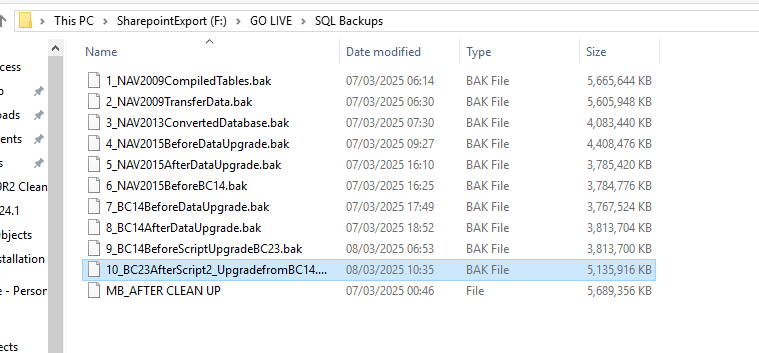 This PC > SharepointExport (F:) > GO LIVE > SQL Backups
Name Date modified Type Size
1_NAV2009CompiledTables.bak 07/03/2025 06:14 BAK File 5,665,644 KB
2_NAV2009TransferData.bak 07/03/2025 06:30 BAK File 5,605,948 KB
3_NAV2013ConvertedDatabase.bak 07/03/2025 07:30 BAK File 4,083,440 KB
4_NAV2015BeforeDataUpgrade.bak 07/03/2025 09:27 BAK File 4,408,476 KB
5_NAV2015AfterDataUpgrade.bak 07/03/2025 16:10 BAK File 3,785,420 KB
6_NAV2015BeforeBC14.bak 07/03/2025 16:25 BAK File 3,784,776 KB
7_BC14BeforeDataUpgrade.bak 07/03/2025 17:49 BAK File 3,767,524 KB
8_BC14AfterDataUpgrade.bak 07/03/2025 18:52 BAK File 3,813,704 KB
9_BC14BeforeScriptUpgradeBC23.bak 08/03/2025 06:53 BAK File 3,813,700 KB
10_BC23AfterScript2_UpgradefromBC14.... 08/03/2025 10:35 BAK File 5,135,916 KB
MB_AFTER CLEAN UP 07/03/2025 00:46 File 5,689,356 KB
cess
p
oads
ents
s
9R2 Clean
24.1
Objects
nstallation
e - Person
ects